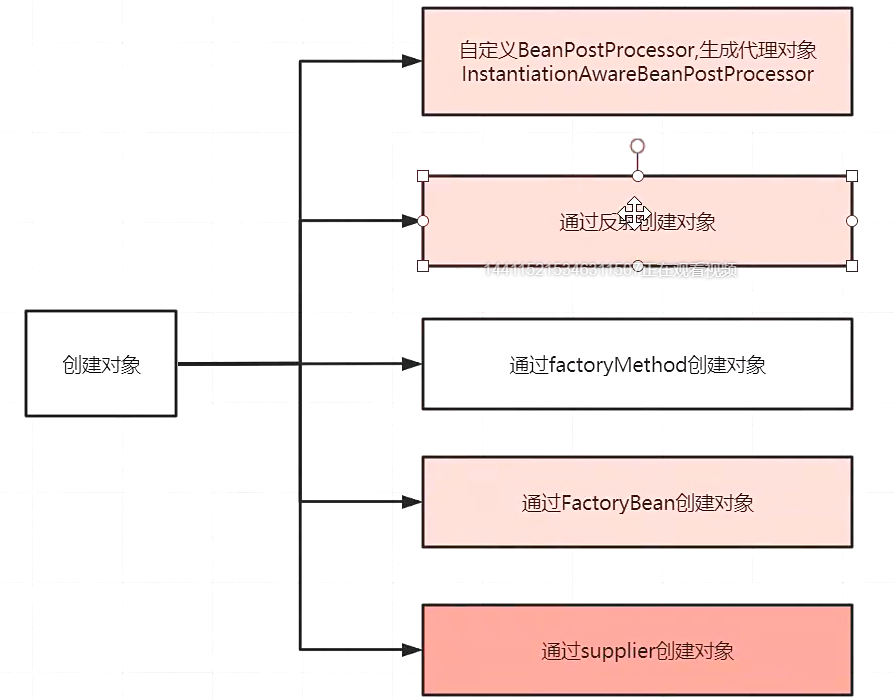 自定义BeanPostProcessor,生成代理对象
InstantiationAwareBeanPostProcessor
通过反射创建对象
正在观看视频
创建对象
通过factoryMethod创建对象
通过FactoryBean创建对象
通过supplier创建对象